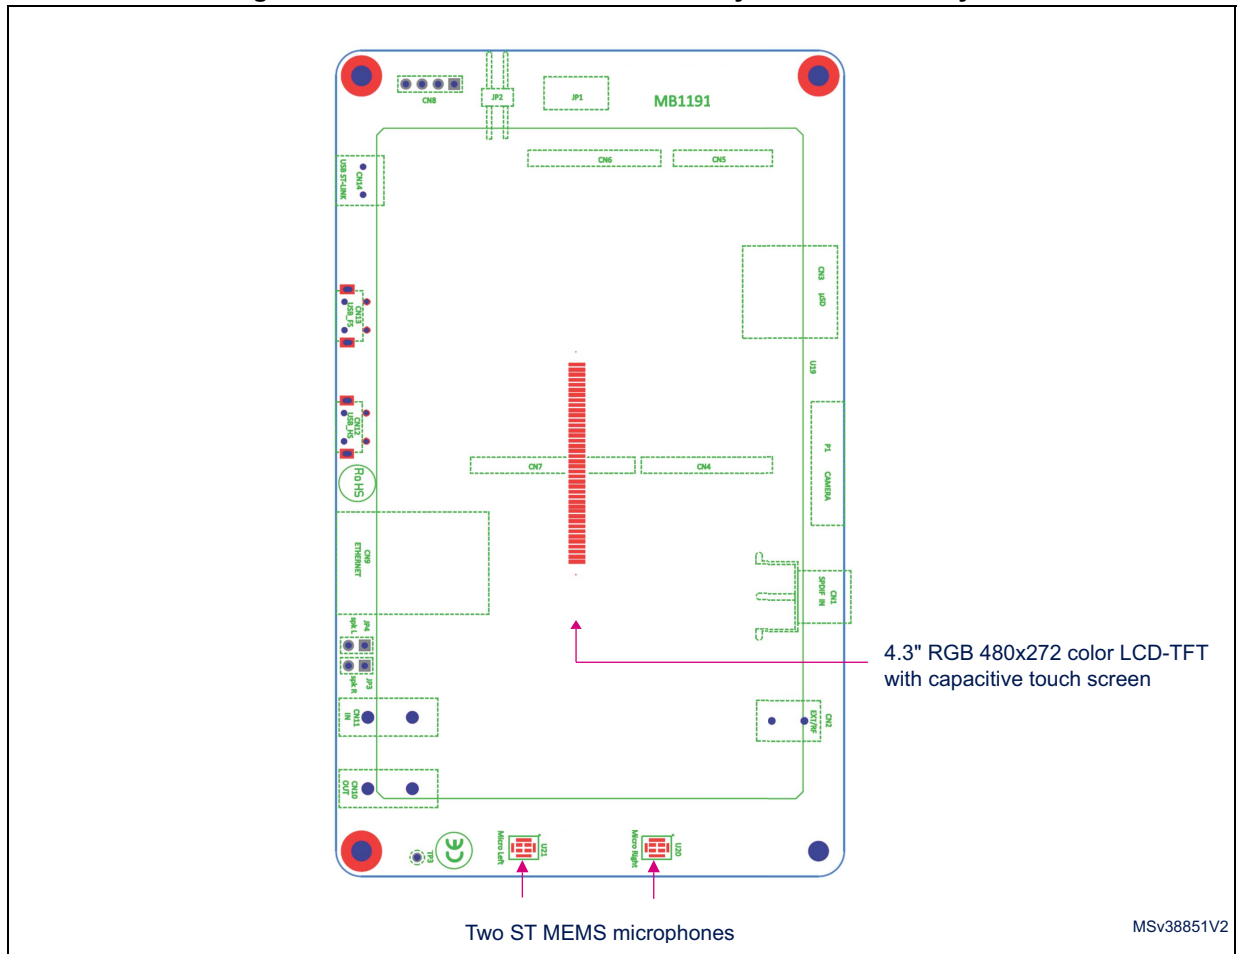 CN8
JP2
JP1
MB1191
CN6
CN5
USB ST-LINK
CN14
CN3
µSD
CN13
USB_FS
U19
CN12
USB_HS
P1
CAMERA
CN7
CN4
RoHS
CN9
ETHERNET
CN1
SPDIF IN
JP4
spk L
4.3" RGB 480x272 color LCD-TFT
with capacitive touch screen
JP3
spk R
CN11
IN
CN2
EXT/RF
CN10
OUT
TP3
CE
U21
Micro Left
U20
Micro Right
Two ST MEMS microphones
MSv38851V2